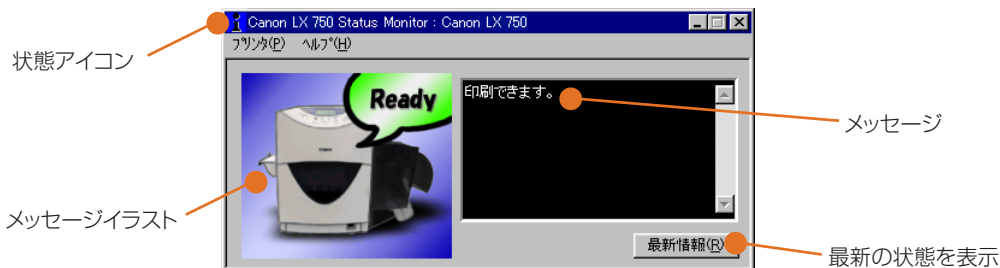 Canon LX 750 Status Monitor : Canon LX 750
ﾌﾟﾘﾝﾀ(P) ﾍﾙﾌﾟ(H)
状態アイコン
Ready
印刷できます。
メッセージ
メッセージイラスト
最新情報(R)
最新の状態を表示